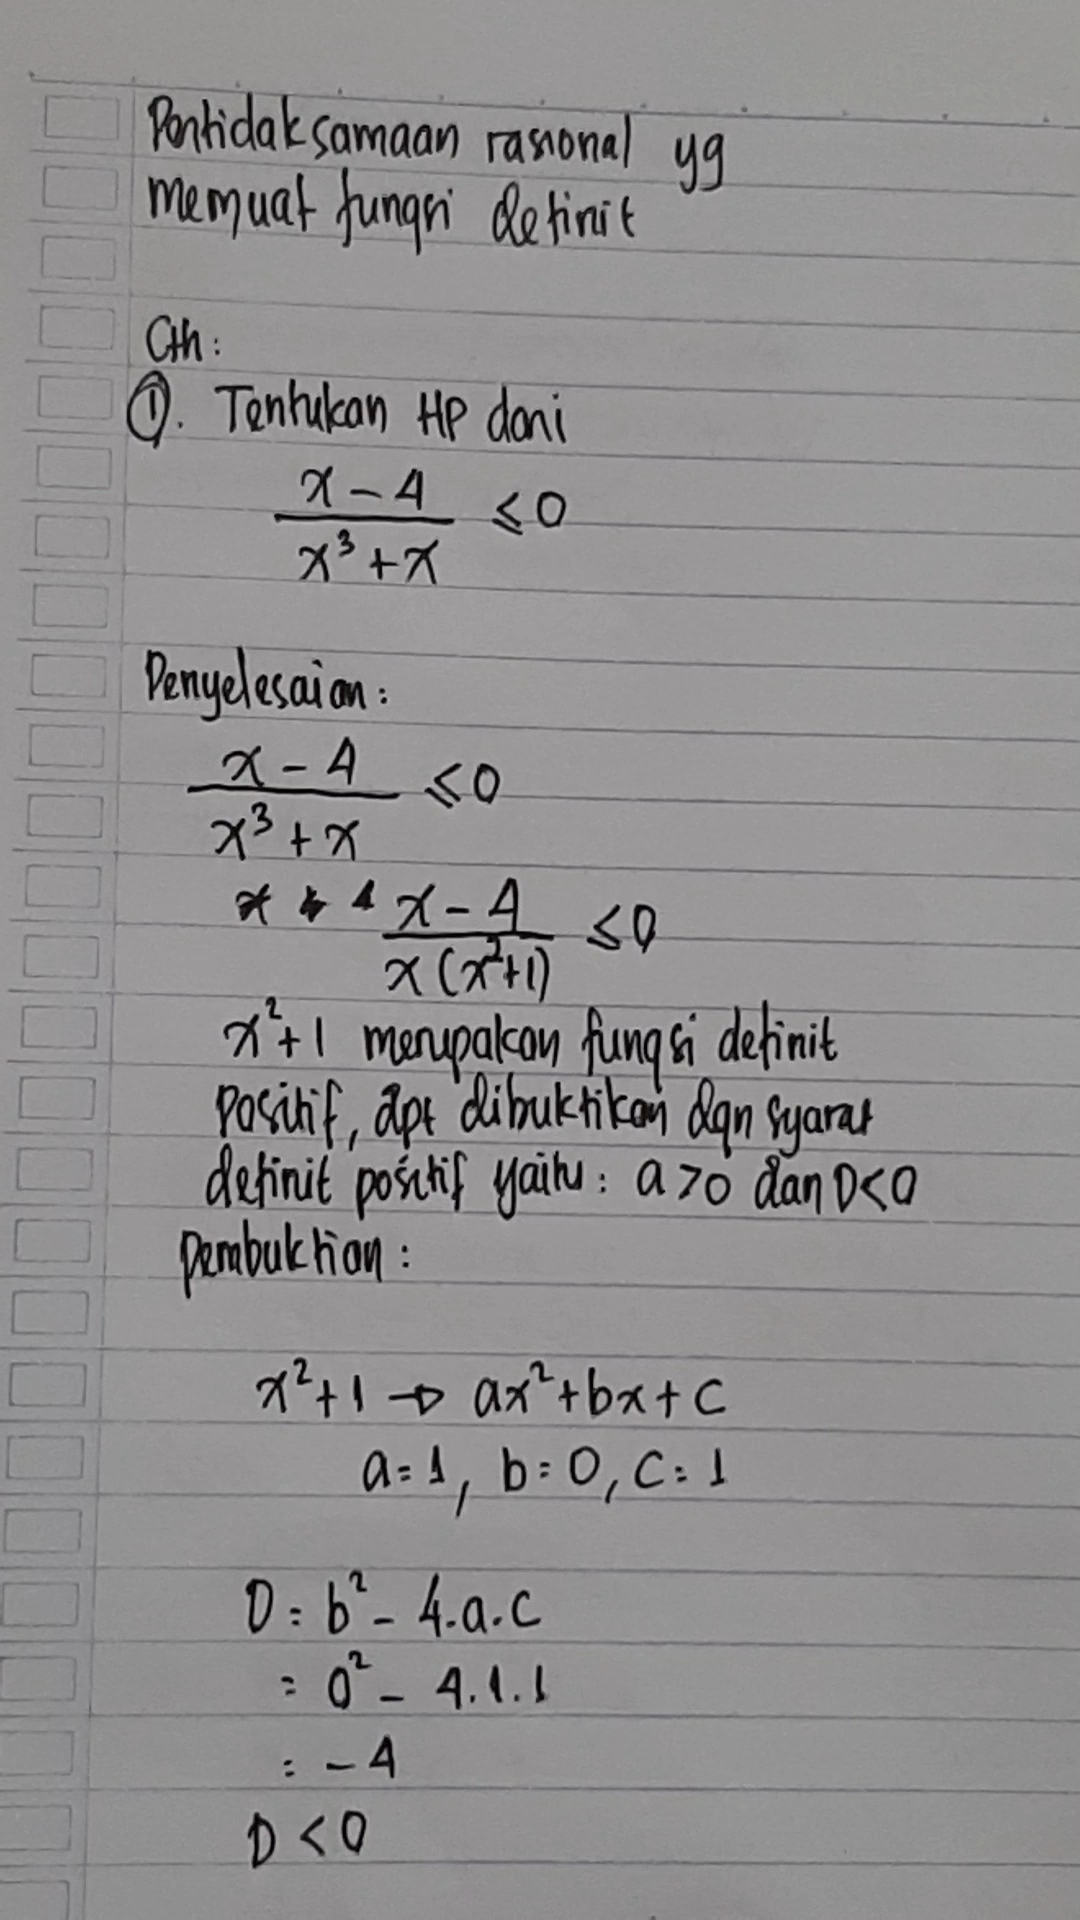 Pertidaksamaan rasional yg
memuat fungsi definit
Cth:
①. Tentukan HP dari
x - 4
x³ + x ≤ 0
Penyelesaian:
x - 4
x³ + x ≤ 0
x - 4
x (x²+1) ≤ 0
x²+1 merupakan fungsi definit
Positif, dpt dibuktikan dgn syarat
definit positif yaitu: a > 0 dan D < 0
Pembuktian:
x²+1 → ax²+bx+c
a = 1, b = 0, c = 1
D = b² - 4.a.c
= 0² - 4.1.1
= -4
D < 0